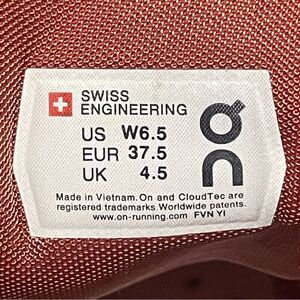 SWISS
ENGINEERING
US W6.5
EUR 37.5
UK 4.5
on
Made in Vietnam. On and CloudTec are
registered trademarks. Worldwide patents.
www.on-running.com FVN YI